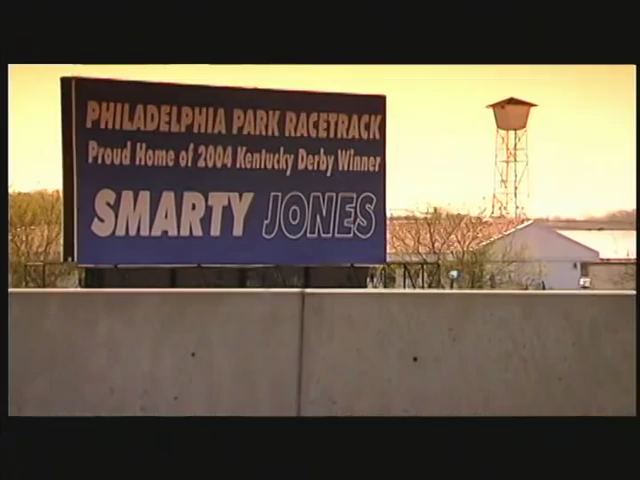 PHILADELPHIA PARK RACETRACK
Proud Home of 2004 Kentucky Derby Winner
SMARTY JONES